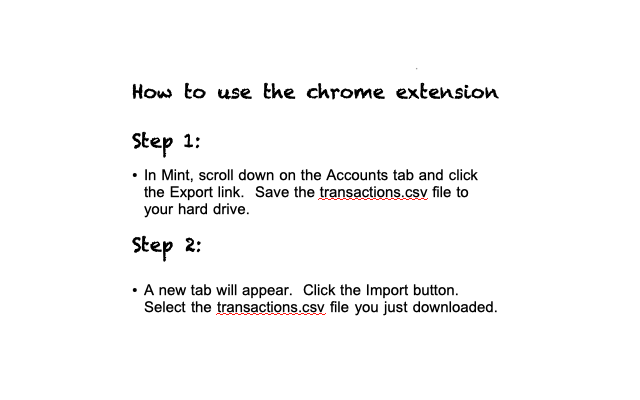 How to use the chrome extension
Step 1:
• In Mint, scroll down on the Accounts tab and click
the Export link.  Save the transactions.csv file to
your hard drive.
Step 2:
• A new tab will appear.  Click the Import button.
Select the transactions.csv file you just downloaded.